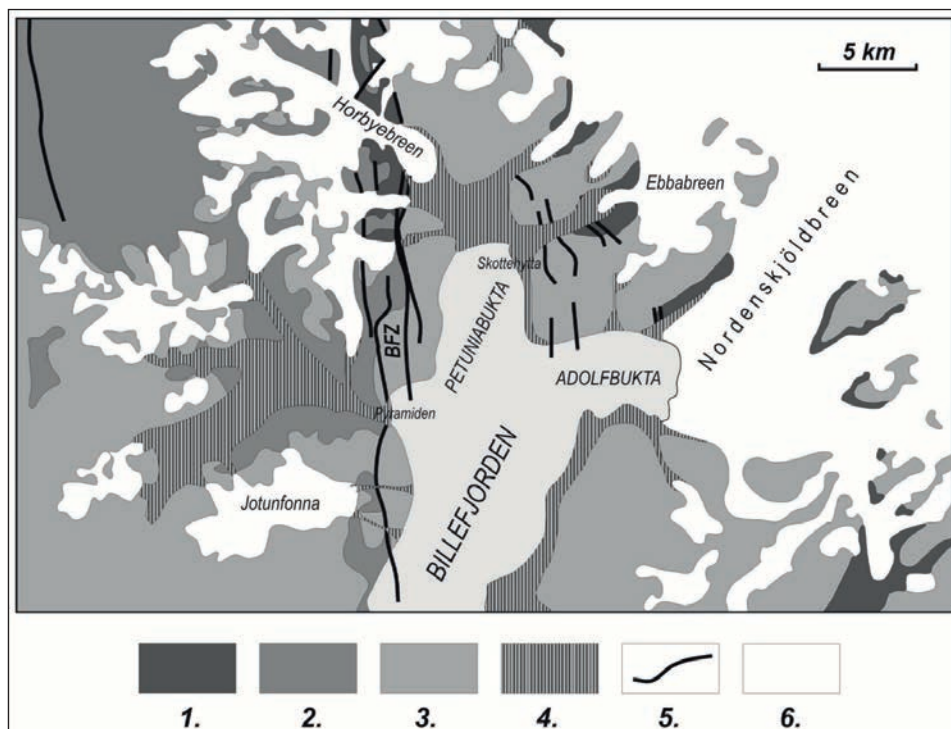 5 km
Horbyebreen
Ebbabreen
Nordenskjöldbreen
Skottehytta
PETUNIABUKTA
BFZ
ADOLFBUKTA
Pyramiden
BILLEFJORDEN
Jotunfonna
1. 2. 3. 4. 5. 6.